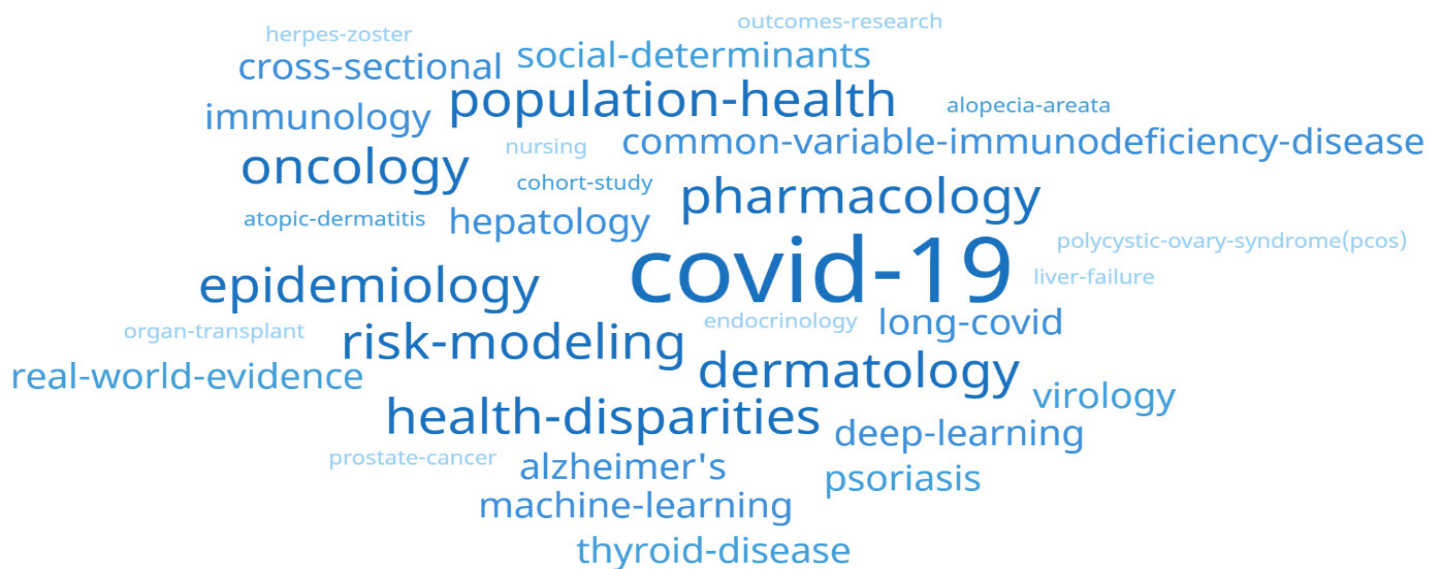 outcomes-research
herpes-zoster
social-determinants
cross-sectional
population-health
alopecia-areata
immunology
common-variable-immunodeficiency-disease
nursing
oncology
cohort-study
pharmacology
atopic-dermatitis
hepatology
polycystic-ovary-syndrome(pcos)
covid-19
liver-failure
epidemiology
endocrinology
long-covid
organ-transplant
risk-modeling
dermatology
real-world-evidence
virology
health-disparities
deep-learning
prostate-cancer
alzheimer's
psoriasis
machine-learning
thyroid-disease